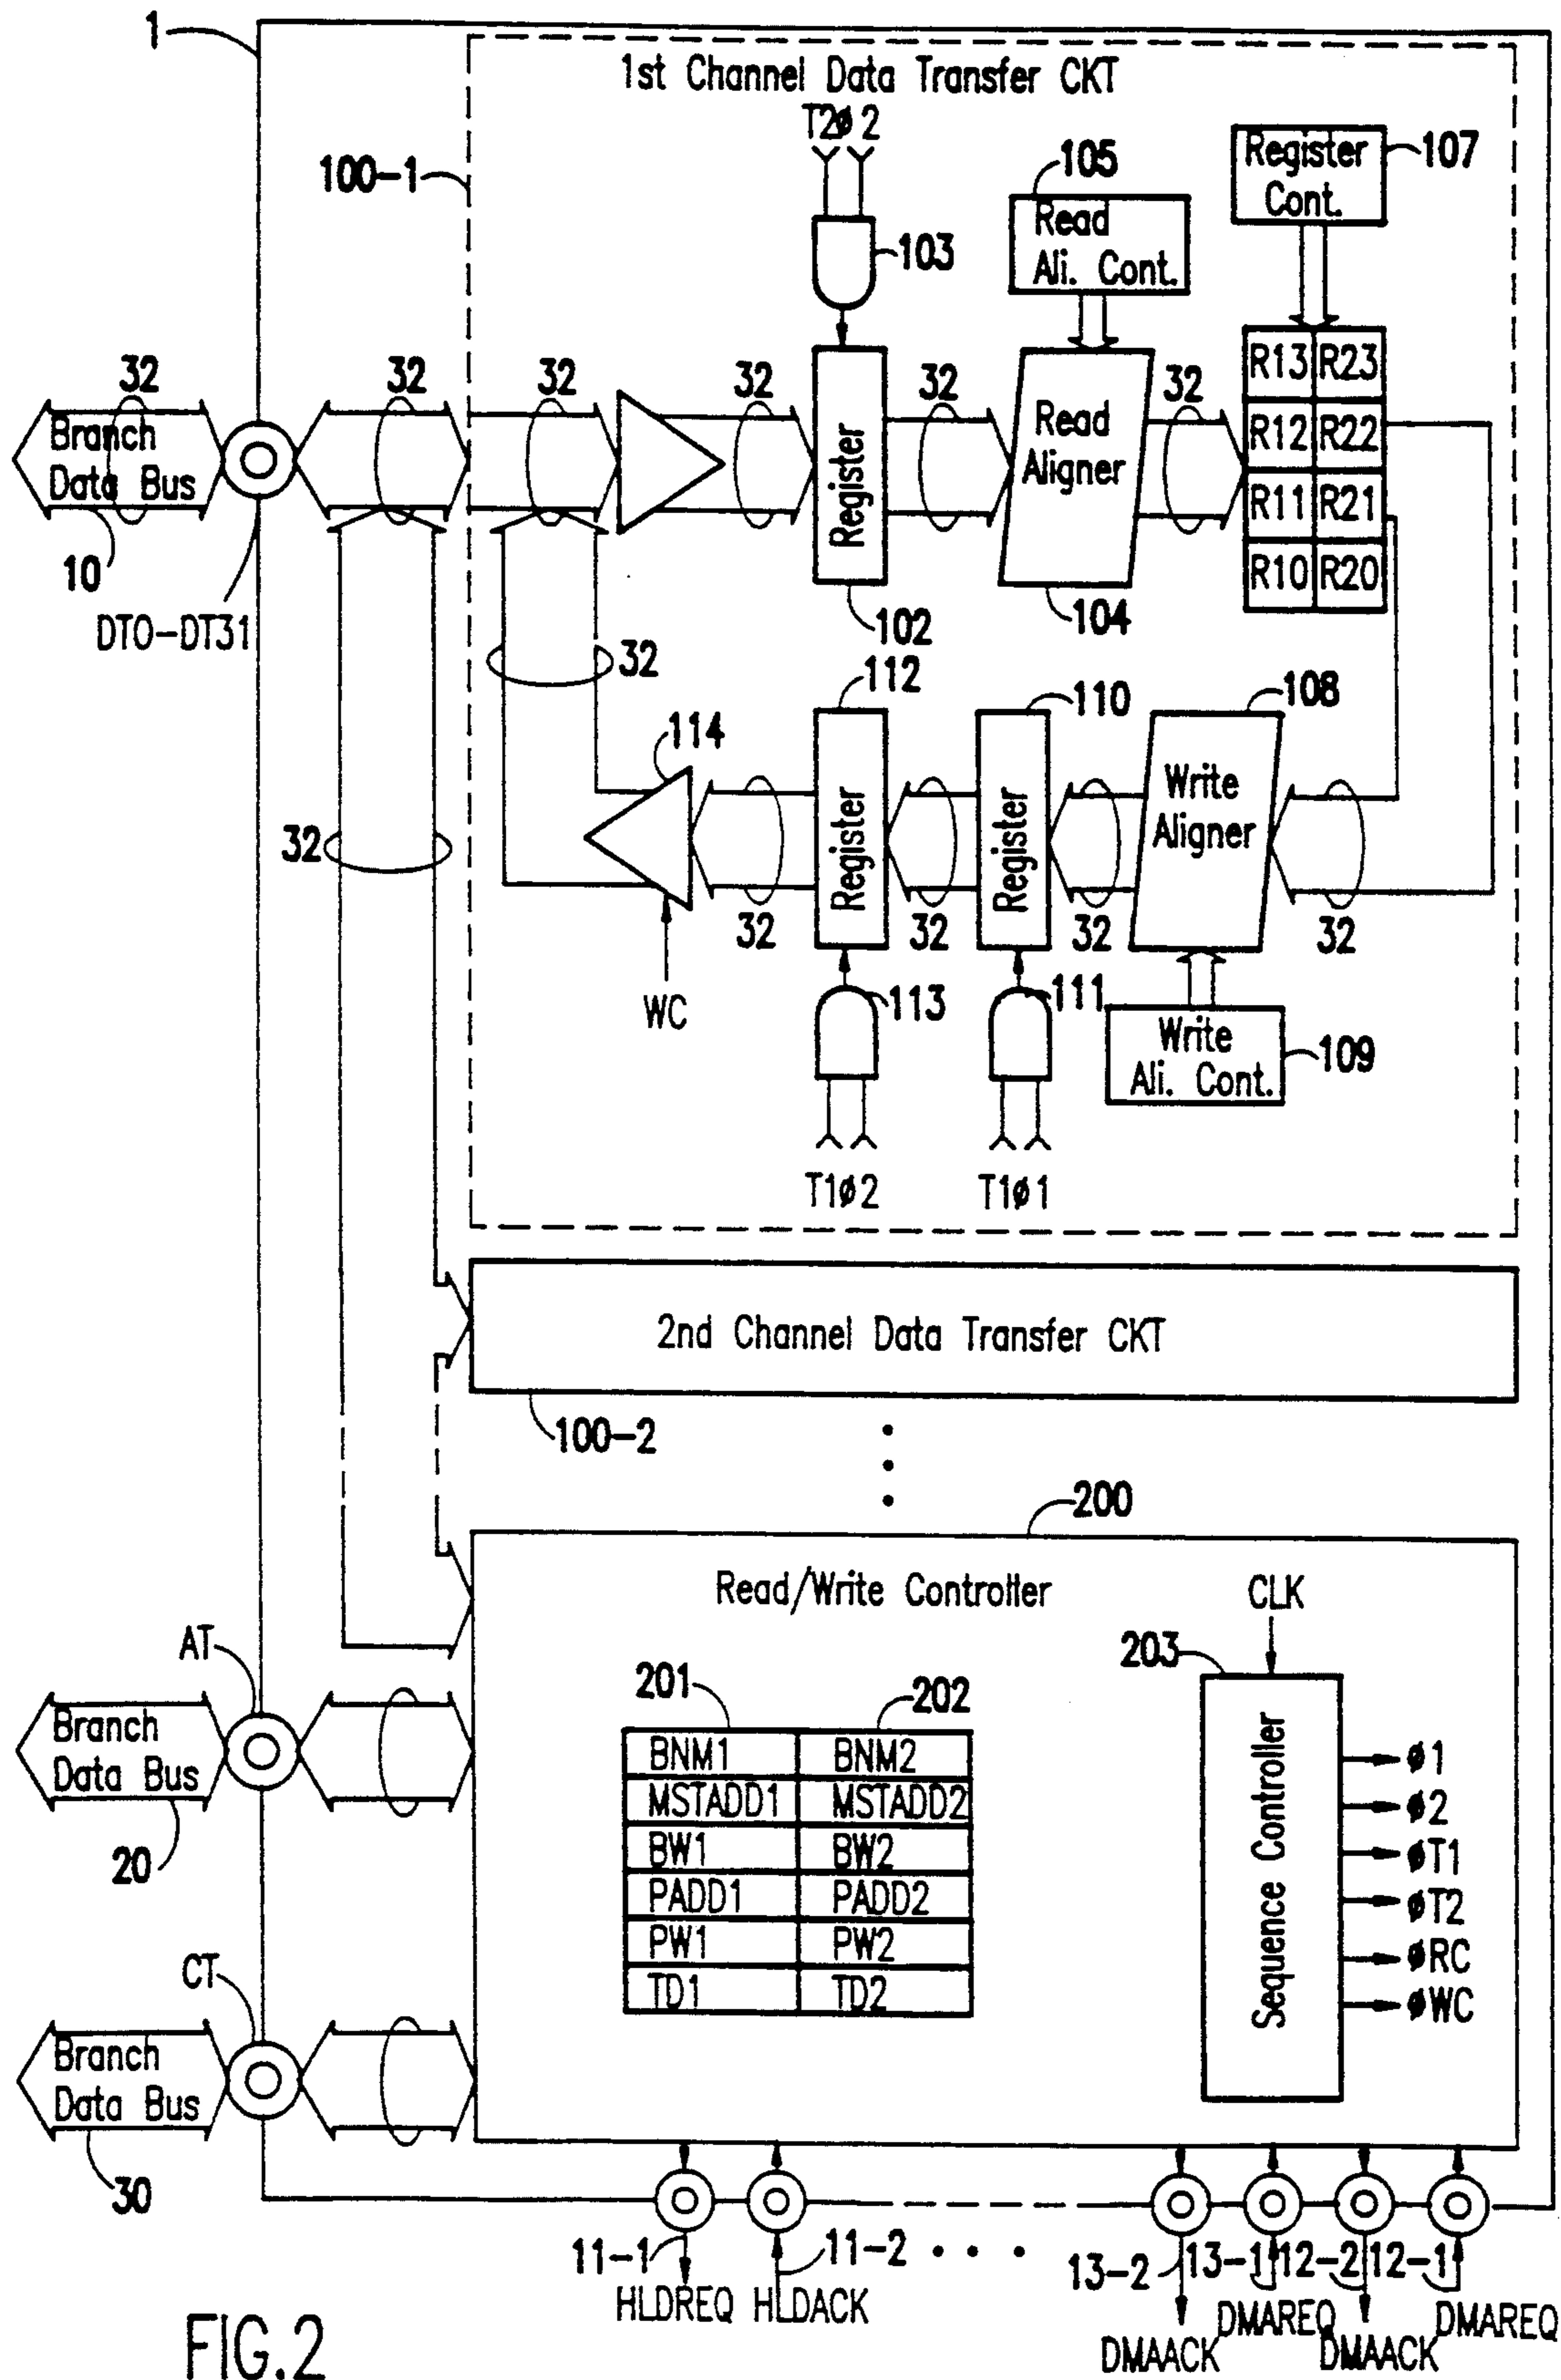 1
1st Channel Data Transfer CKT
T2ø2
100-1
105
Register
Cont.
107
Read
Ali. Cont.
103
32
32
32
32
32
32
Branch
Data Bus
10
DT0-DT31
Register
102
Read
Aligner
104
R13 R23
R12 R22
R11 R21
R10 R20
32
112
110
108
114
Register
Register
Write
Aligner
32
32
32
32
32
WC
113
111
Write
Ali. Cont.
109
T1ø2
T1ø1
2nd Channel Data Transfer CKT
100-2
200
Read/Write Controller
CLK
AT
201
202
203
Branch
Data Bus
20
BNM1 BNM2
MSTADD1 MSTADD2
BW1 BW2
PADD1 PADD2
PW1 PW2
TD1 TD2
Sequence Controller
ø1
ø2
øT1
øT2
øRC
øWC
CT
Branch
Data Bus
30
11-1
11-2
13-2
13-1
12-2
12-1
HLDREQ HLDACK
DMAACK
DMAREQ
DMAACK
DMAREQ
FIG.2